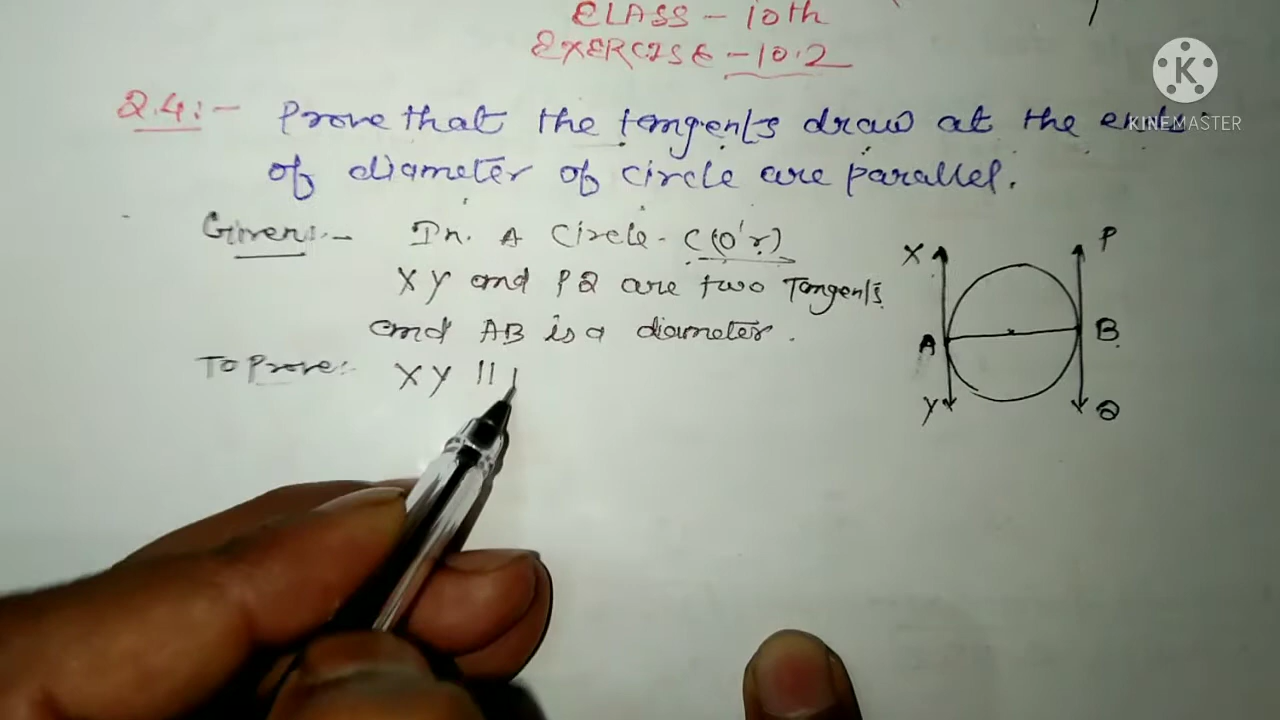 CLASS - 10th
EXERCISE - 10.2
Q.4:- Prove that the tangents draw at the ends
of diameter of circle are parallel.
Given:- In. A Circle - C(O'r)
XY and PQ are two Tangents
and AB is a diameter.
To Prove:- XY ||
X P
A B
Y Q
K
KINEMASTER